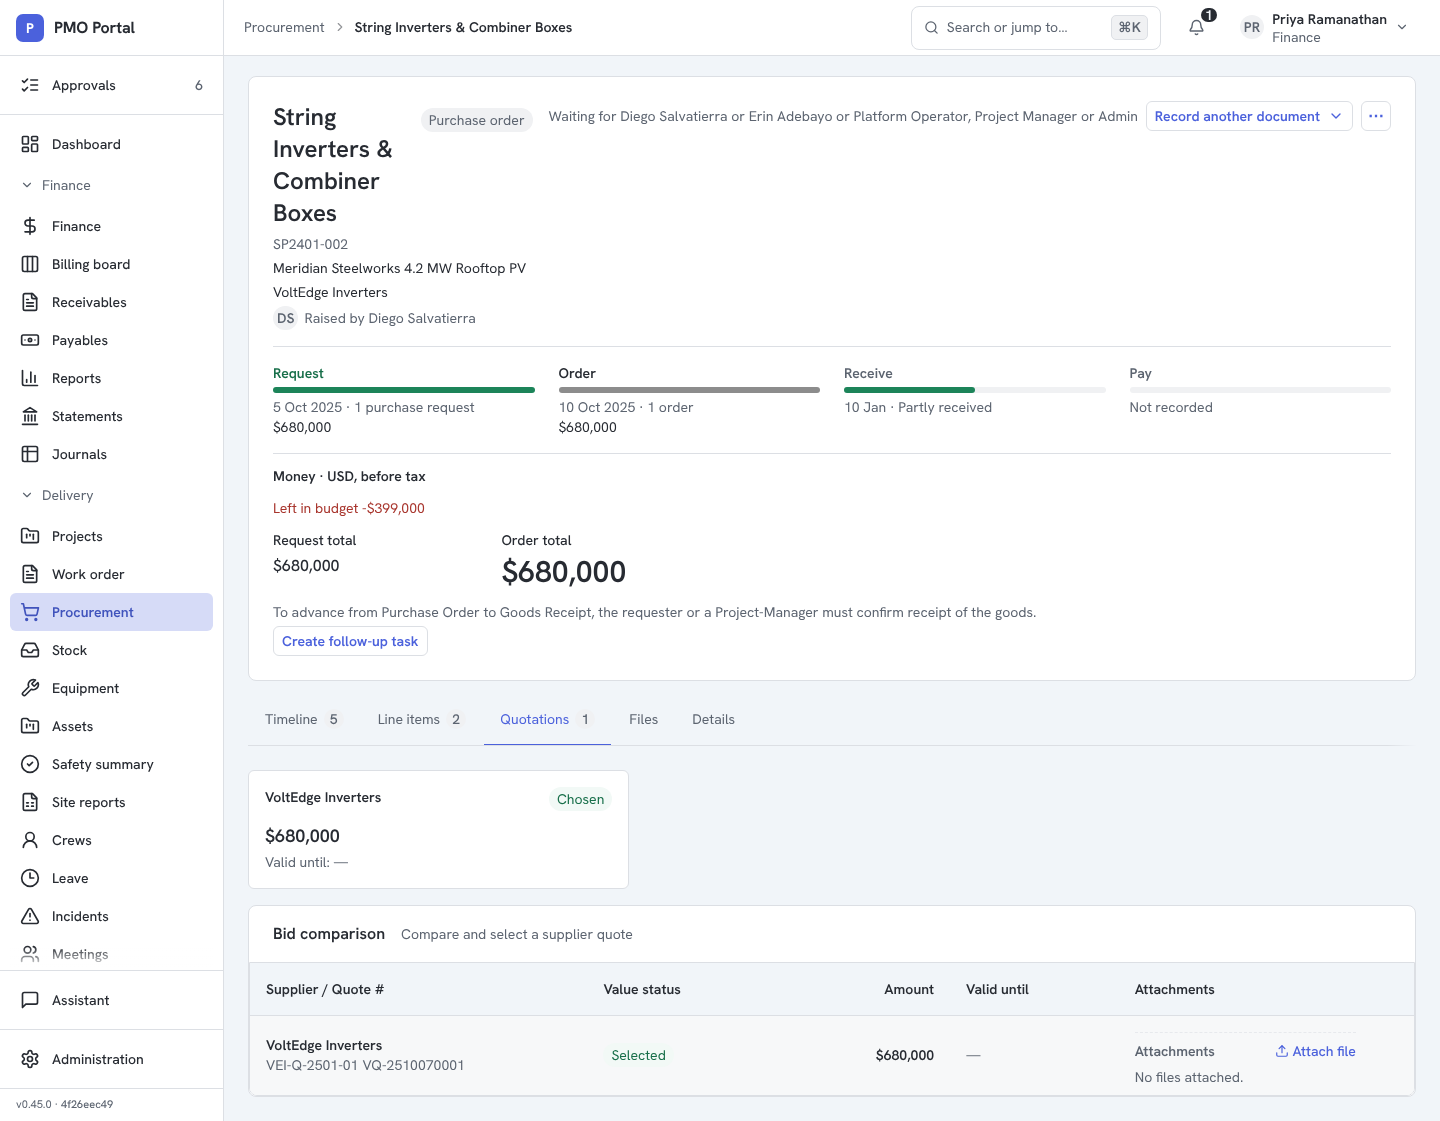 P PMO Portal
Procurement > String Inverters & Combiner Boxes
Search or jump to... ⌘K
1
PR Priya Ramanathan
Finance
Approvals 6
Dashboard
Finance
Finance
Billing board
Receivables
Payables
Reports
Statements
Journals
Delivery
Projects
Work order
Procurement
Stock
Equipment
Assets
Safety summary
Site reports
Crews
Leave
Incidents
Meetings
Assistant
Administration
v0.45.0 · 4f26eec49
String
Inverters &
Combiner
Boxes
Purchase order
Waiting for Diego Salvatierra or Erin Adebayo or Platform Operator, Project Manager or Admin
Record another document
SP2401-002
Meridian Steelworks 4.2 MW Rooftop PV
VoltEdge Inverters
DS Raised by Diego Salvatierra
Request
5 Oct 2025 · 1 purchase request
$680,000
Order
10 Oct 2025 · 1 order
$680,000
Receive
10 Jan · Partly received
Pay
Not recorded
Money · USD, before tax
Left in budget -$399,000
Request total
$680,000
Order total
$680,000
To advance from Purchase Order to Goods Receipt, the requester or a Project-Manager must confirm receipt of the goods.
Create follow-up task
Timeline 5 Line items 2 Quotations 1 Files Details
VoltEdge Inverters Chosen
$680,000
Valid until: —
Bid comparison Compare and select a supplier quote
Supplier / Quote # Value status Amount Valid until Attachments
VoltEdge Inverters
VEI-Q-2501-01 VQ-2510070001
Selected
$680,000
—
Attachments Attach file
No files attached.